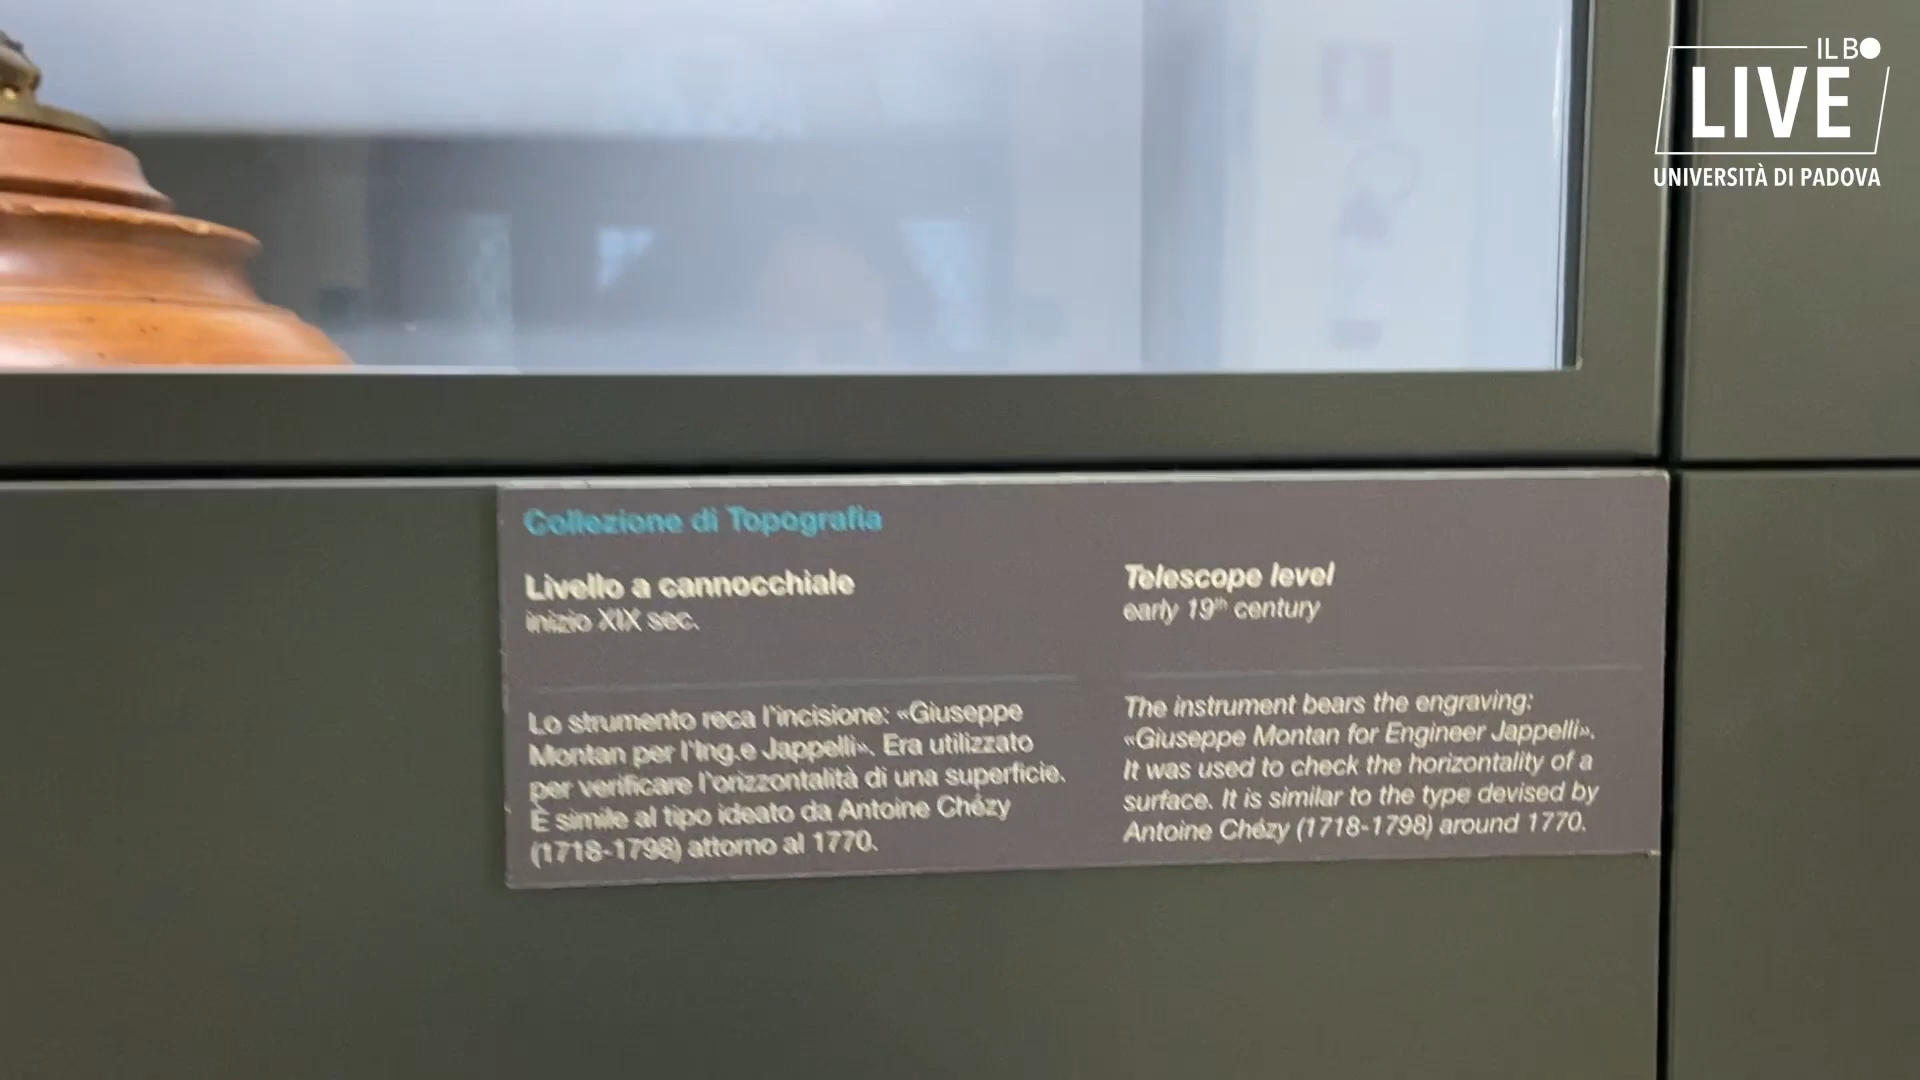 IL BO
LIVE
UNIVERSITÀ DI PADOVA
Collezione di Topografia
Livello a cannocchiale
inizio XIX sec.
Lo strumento reca l'incisione: «Giuseppe
Montan per l'Ing.e Jappelli». Era utilizzato
per verificare l'orizzontalità di una superficie.
È simile al tipo ideato da Antoine Chézy
(1718-1798) attorno al 1770.
Telescope level
early 19th century
The instrument bears the engraving:
«Giuseppe Montan for Engineer Jappelli».
It was used to check the horizontality of a
surface. It is similar to the type devised by
Antoine Chézy (1718-1798) around 1770.